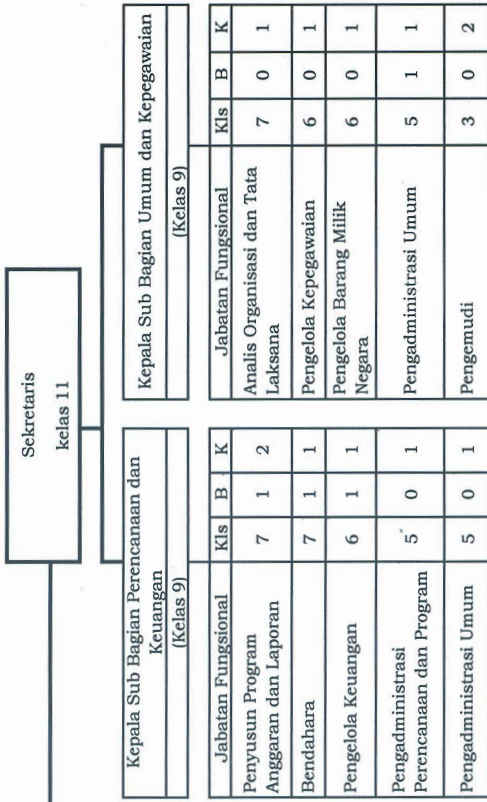 Sekretaris
kelas 11
Kepala Sub Bagian Perencanaan dan
Keuangan
(Kelas 9)
Jabatan Fungsional Kls B K
Penyusun Program
Anggaran dan Laporan 7 1 2
Bendahara 7 1 1
Pengelola Keuangan 6 1 1
Pengadministrasi
Perencanaan dan Program 5 0 1
Pengadministrasi Umum 5 0 1
Kepala Sub Bagian Umum dan Kepegawaian
(Kelas 9)
Jabatan Fungsional Kls B K
Analis Organisasi dan Tata
Laksana 7 0 1
Pengelola Kepegawaian 6 0 1
Pengelola Barang Milik
Negara 6 0 1
Pengadministrasi Umum 5 1 1
Pengemudi 3 0 2